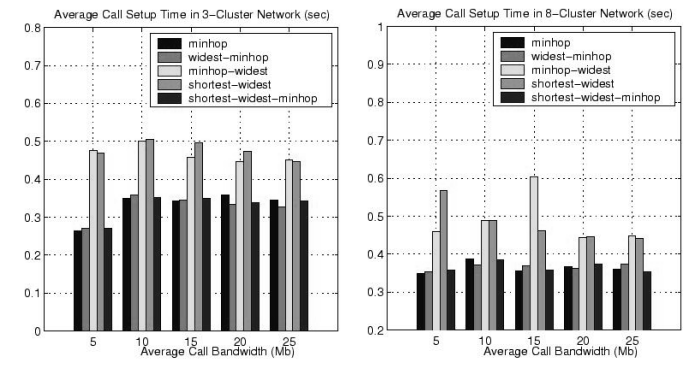 Average Call Setup Time in 3-Cluster Network (sec)
0.8
0.7
0.6
0.5
0.4
0.3
0.2
0.1
0
minhop
widest-minhop
minhop-widest
shortest-widest
shortest-widest-minhop
5 10 15 20 25
Average Call Bandwidth (Mb)
Average Call Setup Time in 8-Cluster Network (sec)
1
0.9
0.8
0.7
0.6
0.5
0.4
0.3
0.2
minhop
widest-minhop
minhop-widest
shortest-widest
shortest-widest-minhop
5 10 15 20 25
Average Call Bandwidth (Mb)